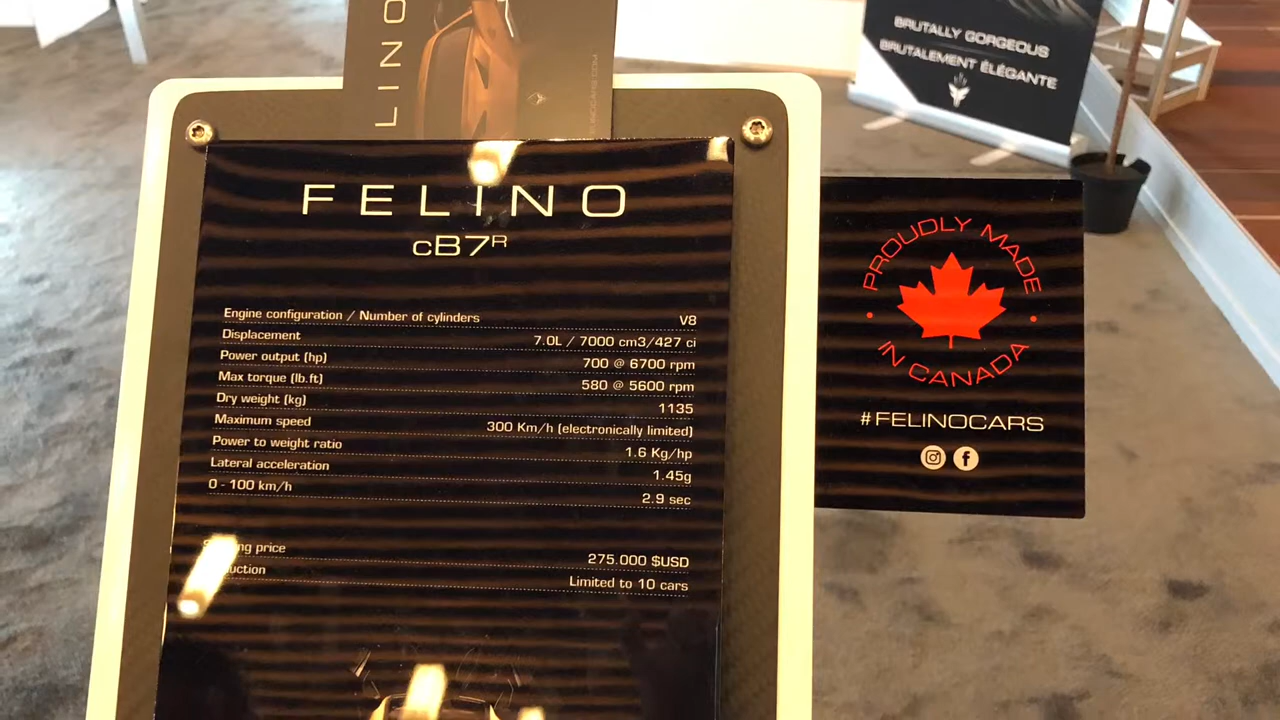 LINO
BRUTALLY GORGEOUS
BRUTALEMENT ÉLÉGANTE
FELINO
cB7R
Engine configuration / Number of cylinders V8
Displacement 7.0L / 7000 cm3/427 ci
Power output (hp) 700 @ 6700 rpm
Max torque (lb.ft) 580 @ 5600 rpm
Dry weight (kg) 1135
Maximum speed 300 Km/h (electronically limited)
Power to weight ratio 1.6 Kg/hp
Lateral acceleration 1.45g
0 - 100 km/h 2.9 sec
price 275.000 $USD
Limited to 10 cars
PROUDLY MADE
IN CANADA
#FELINOCARS